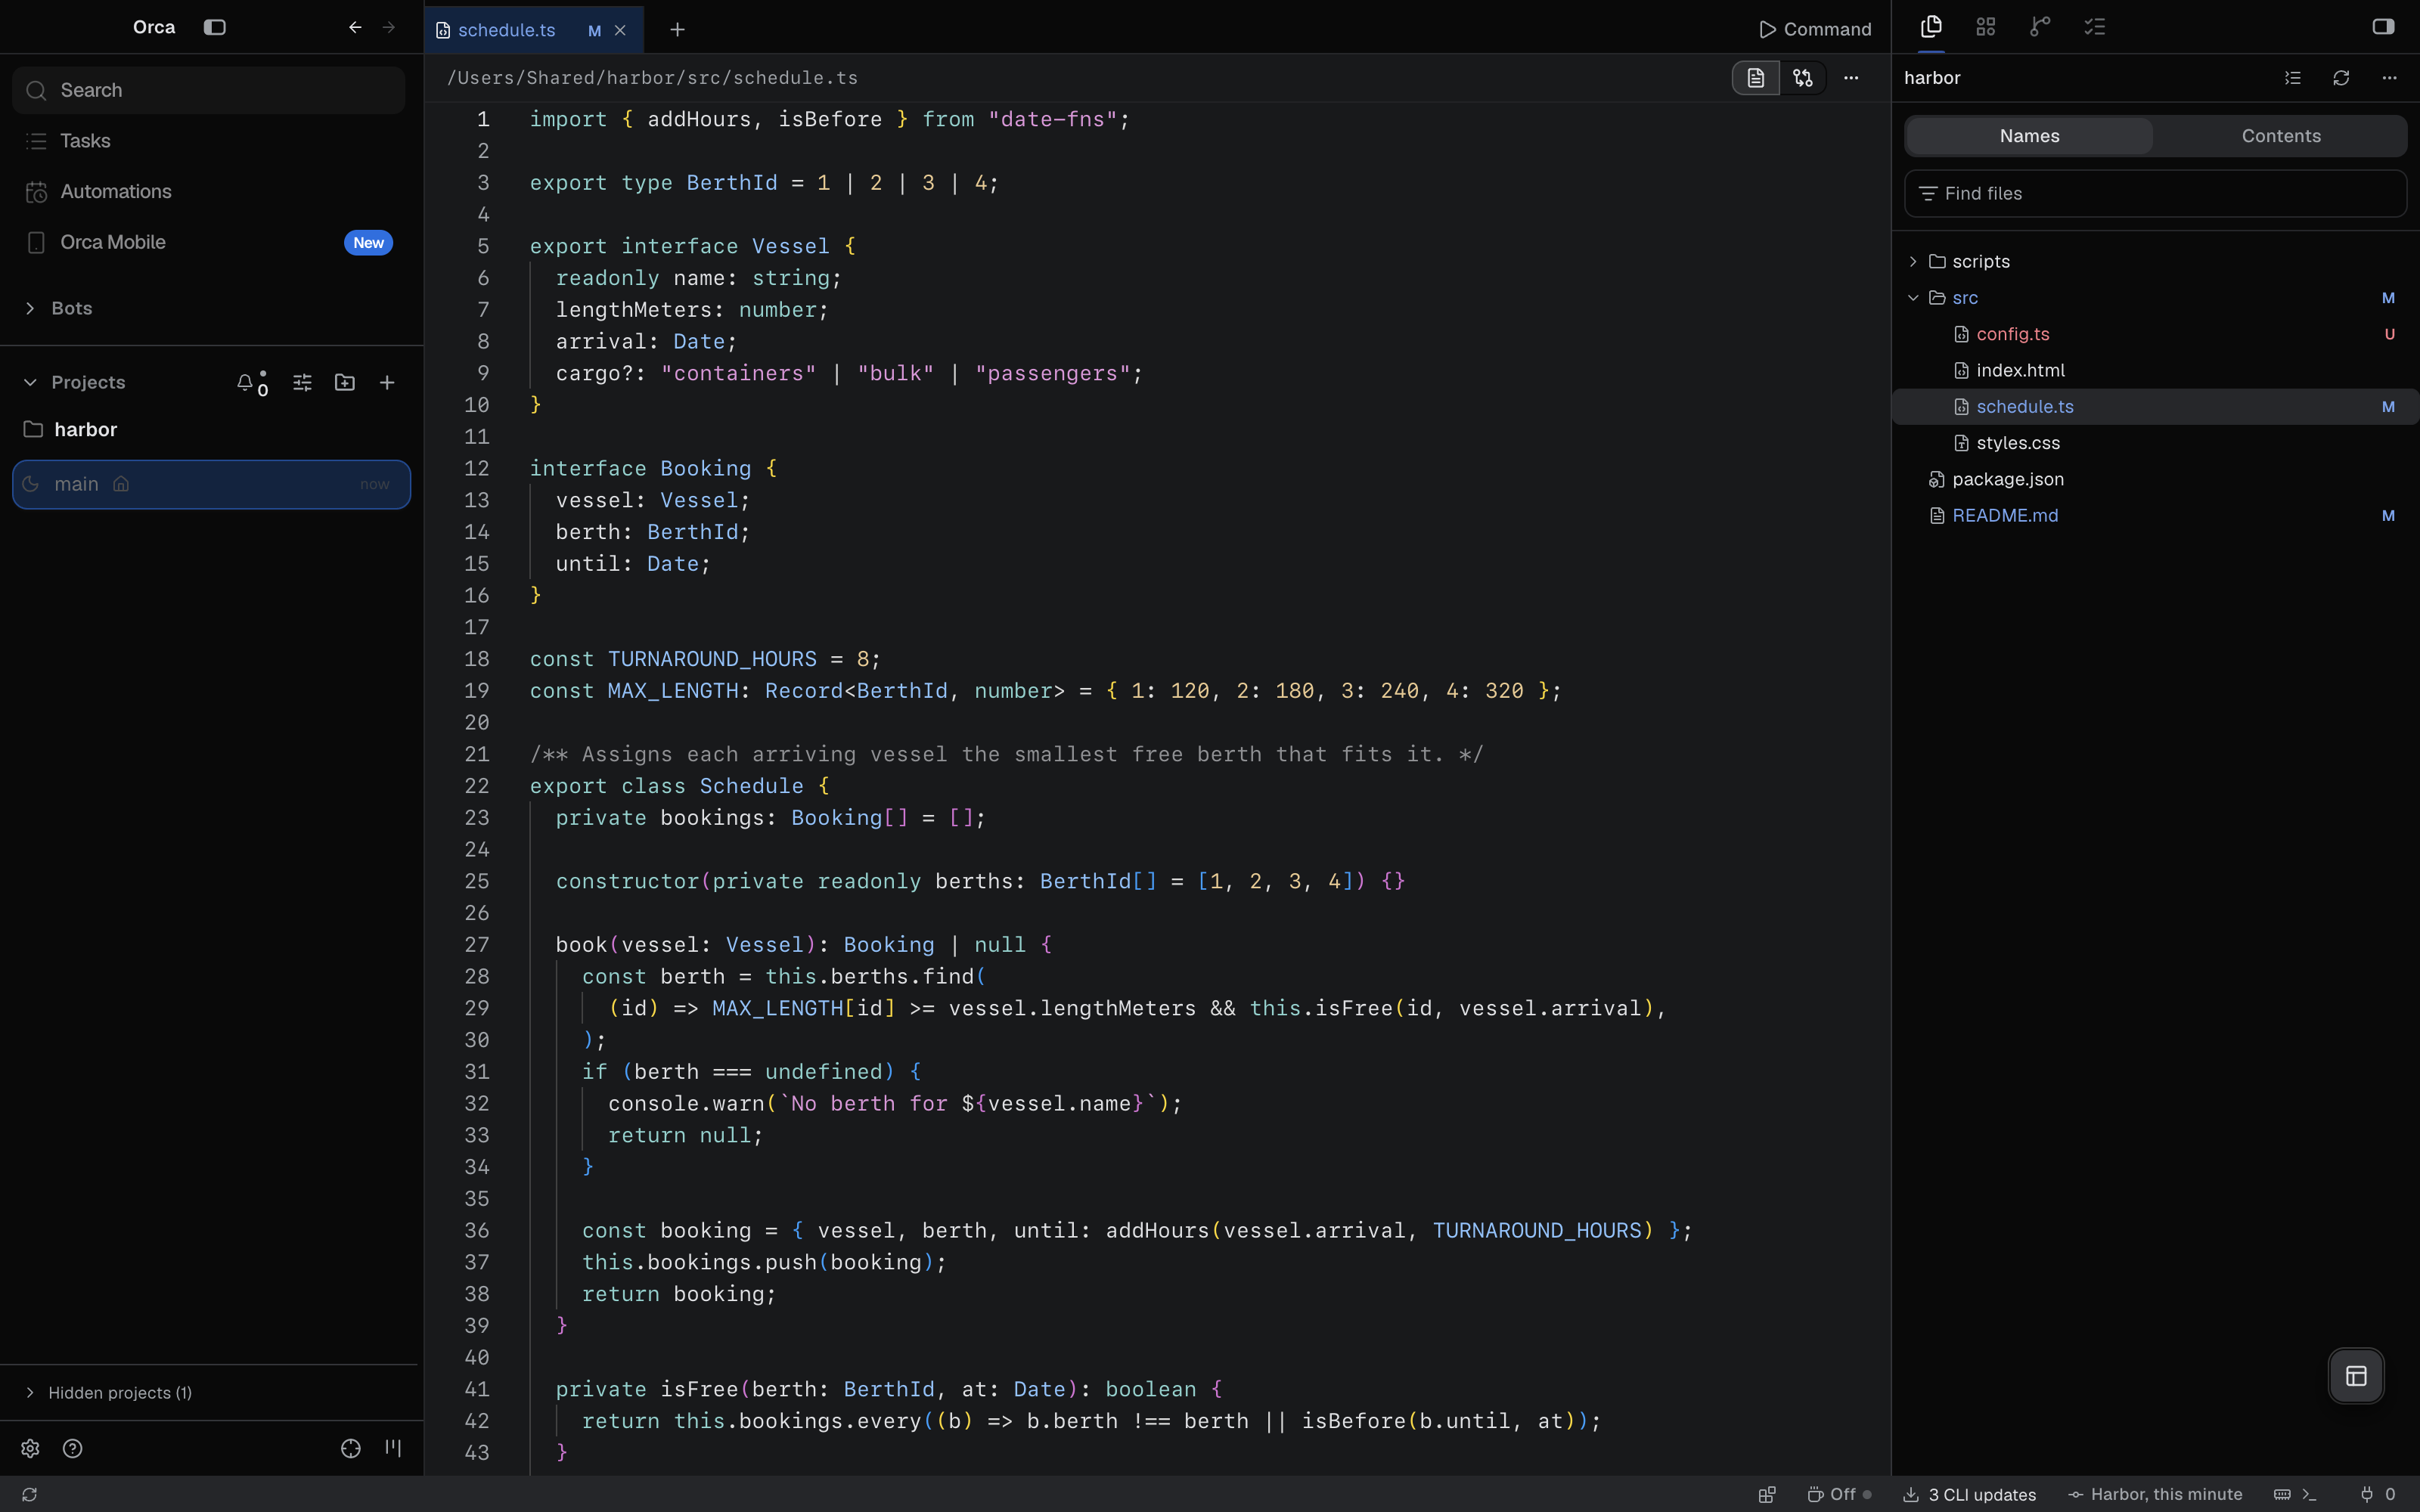 Orca
Search
Tasks
Automations
Orca Mobile New
Bots
Projects 0
harbor
main now
Hidden projects (1)
schedule.ts M
Command
/Users/Shared/harbor/src/schedule.ts
1 import { addHours, isBefore } from "date-fns";
2
3 export type BerthId = 1 | 2 | 3 | 4;
4
5 export interface Vessel {
6 readonly name: string;
7 lengthMeters: number;
8 arrival: Date;
9 cargo?: "containers" | "bulk" | "passengers";
10 }
11
12 interface Booking {
13 vessel: Vessel;
14 berth: BerthId;
15 until: Date;
16 }
17
18 const TURNAROUND_HOURS = 8;
19 const MAX_LENGTH: Record<BerthId, number> = { 1: 120, 2: 180, 3: 240, 4: 320 };
20
21 /** Assigns each arriving vessel the smallest free berth that fits it. */
22 export class Schedule {
23 private bookings: Booking[] = [];
24
25 constructor(private readonly berths: BerthId[] = [1, 2, 3, 4]) {}
26
27 book(vessel: Vessel): Booking | null {
28 const berth = this.berths.find(
29 (id) => MAX_LENGTH[id] >= vessel.lengthMeters && this.isFree(id, vessel.arrival),
30 );
31 if (berth === undefined) {
32 console.warn(`No berth for ${vessel.name}`);
33 return null;
34 }
35
36 const booking = { vessel, berth, until: addHours(vessel.arrival, TURNAROUND_HOURS) };
37 this.bookings.push(booking);
38 return booking;
39 }
40
41 private isFree(berth: BerthId, at: Date): boolean {
42 return this.bookings.every((b) => b.berth !== berth || isBefore(b.until, at));
43 }
harbor
Names Contents
Find files
scripts
src M
config.ts U
index.html
schedule.ts M
styles.css
package.json
README.md M
Off
3 CLI updates
Harbor, this minute
0